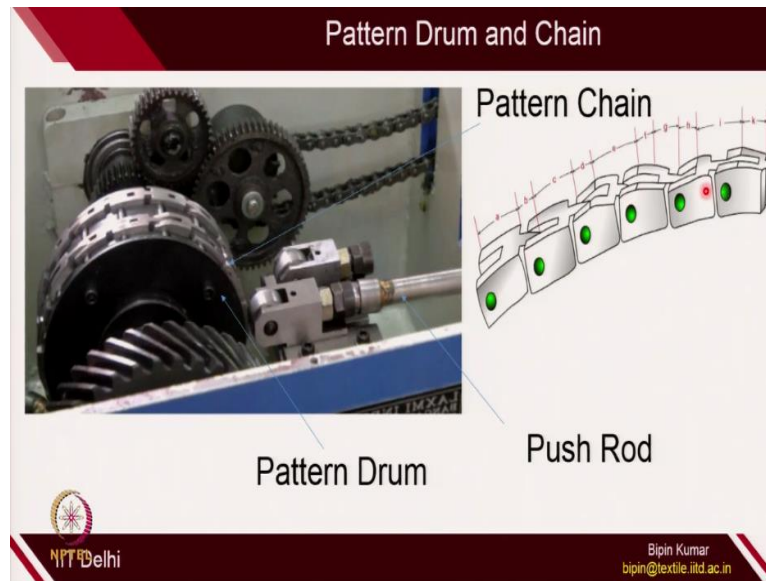 Pattern Drum and Chain
Pattern Chain
a b c d e f g h i k
Pattern Drum
Push Rod
NPTEL
IIT Delhi
Bipin Kumar
bipin@textile.iitd.ac.in